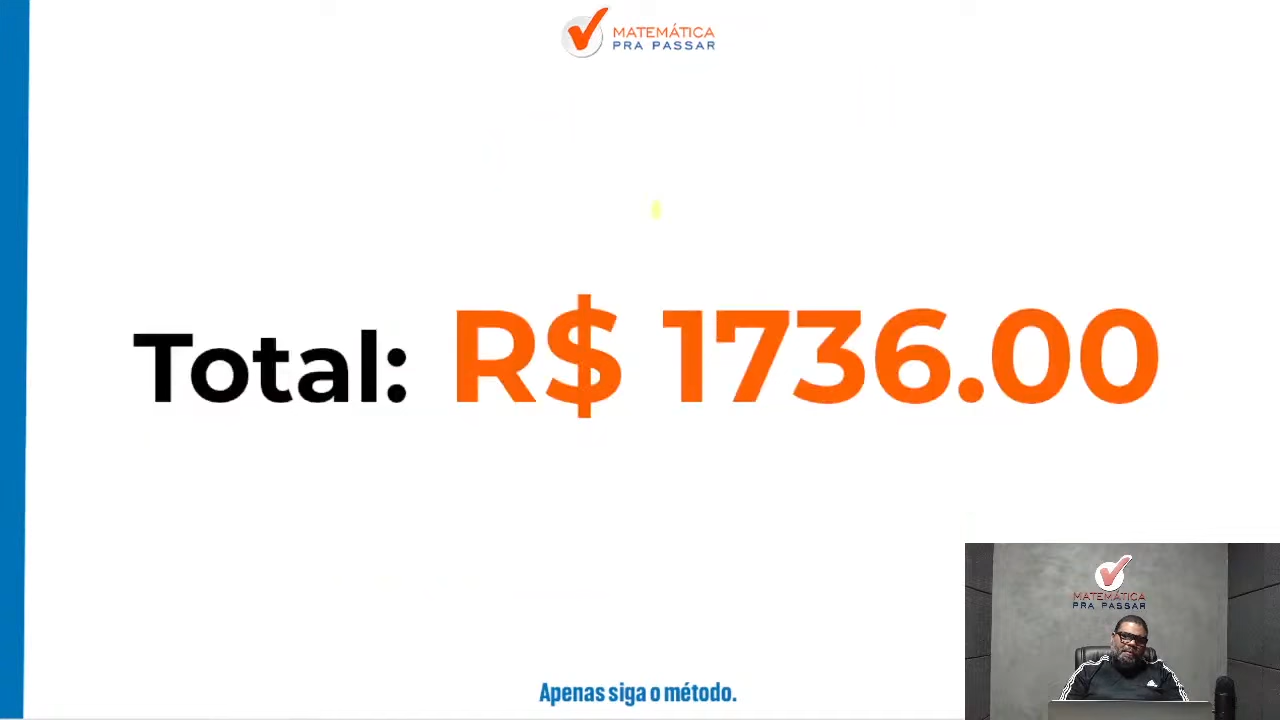 MATEMÁTICA
PRA PASSAR
Total: R$ 1736.00
MATEMÁTICA
PRA PASSAR
Apenas siga o método.